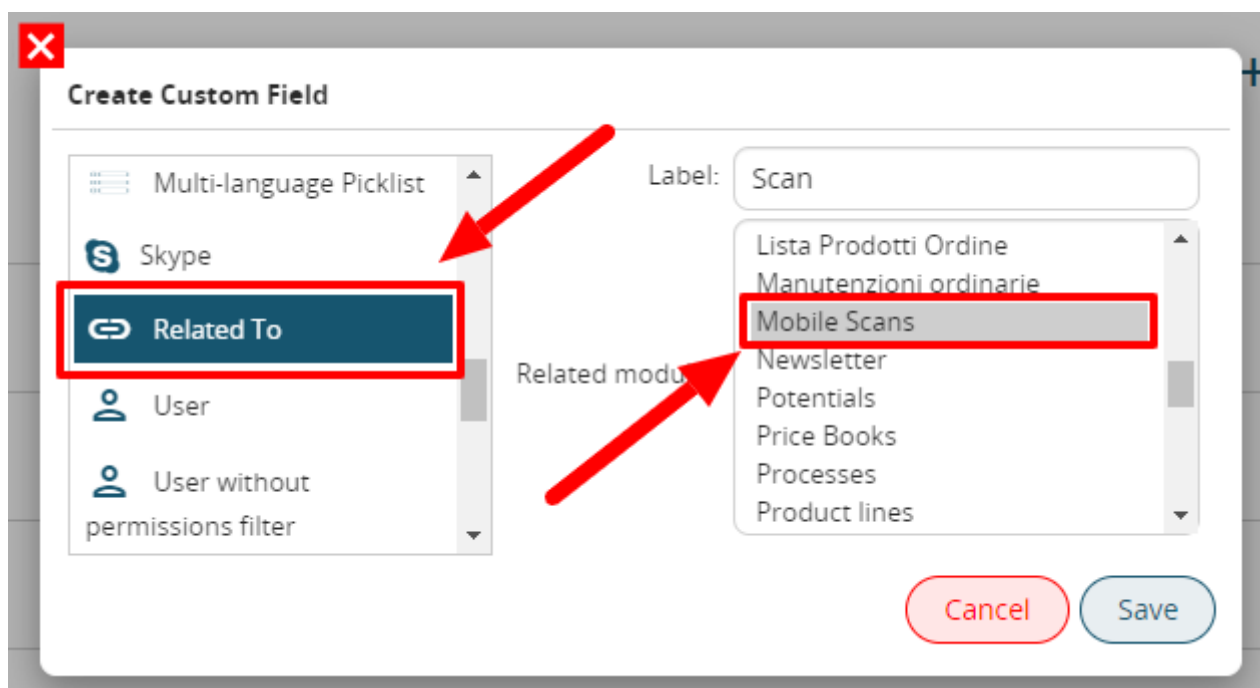 Create Custom Field
Multi-language Picklist
Skype
Related To
User
User without
permissions filter
Label:
Scan
Related modu
Lista Prodotti Ordine
Manutenzioni ordinarie
Mobile Scans
Newsletter
Potentials
Price Books
Processes
Product lines
Cancel
Save